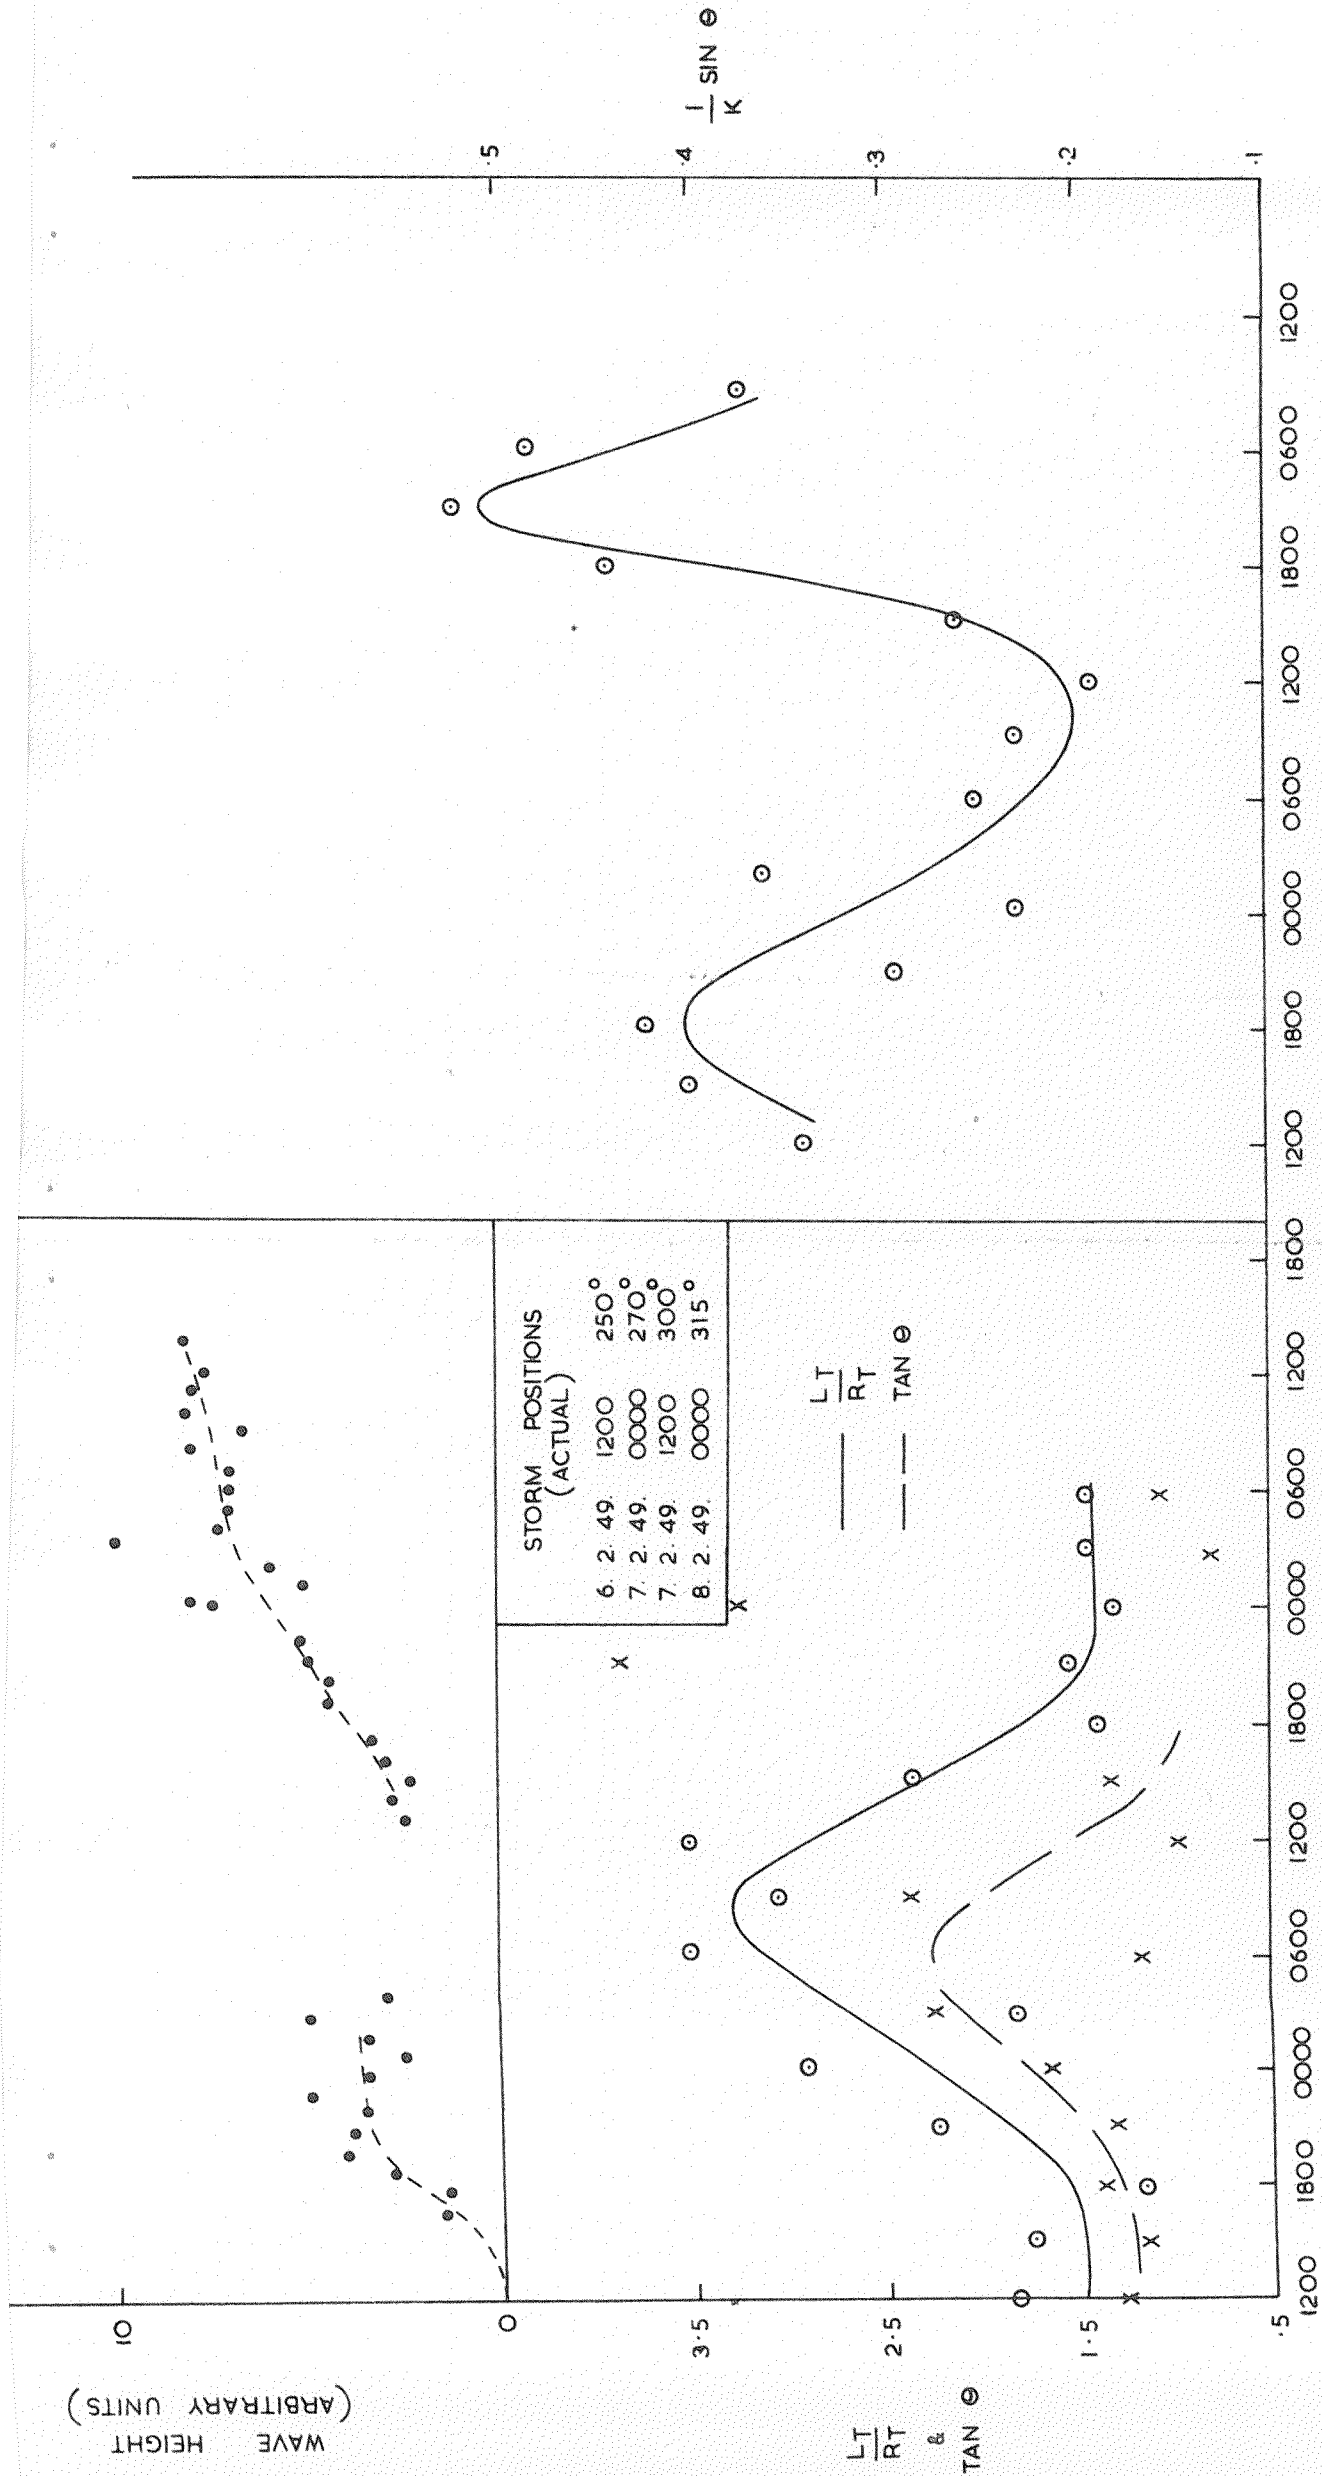 WAVE HEIGHT
(ARBITRARY UNITS)
10
0
3·5
2·5
1·5
·5
LT
RT
&
TAN Θ
STORM POSITIONS
(ACTUAL)
6. 2. 49. 1200 250°
7. 2. 49. 0000 270°
7. 2. 49. 1200 300°
8. 2. 49. 0000 315°
LT
RT
TAN Θ
1200 1800 0000 0600 1200 1800 0000 0600 1200 1800
1200 1800 0000 0600 1200 1800 0600 1200
·5
·4
·3
·2
·1
1
K SIN Θ